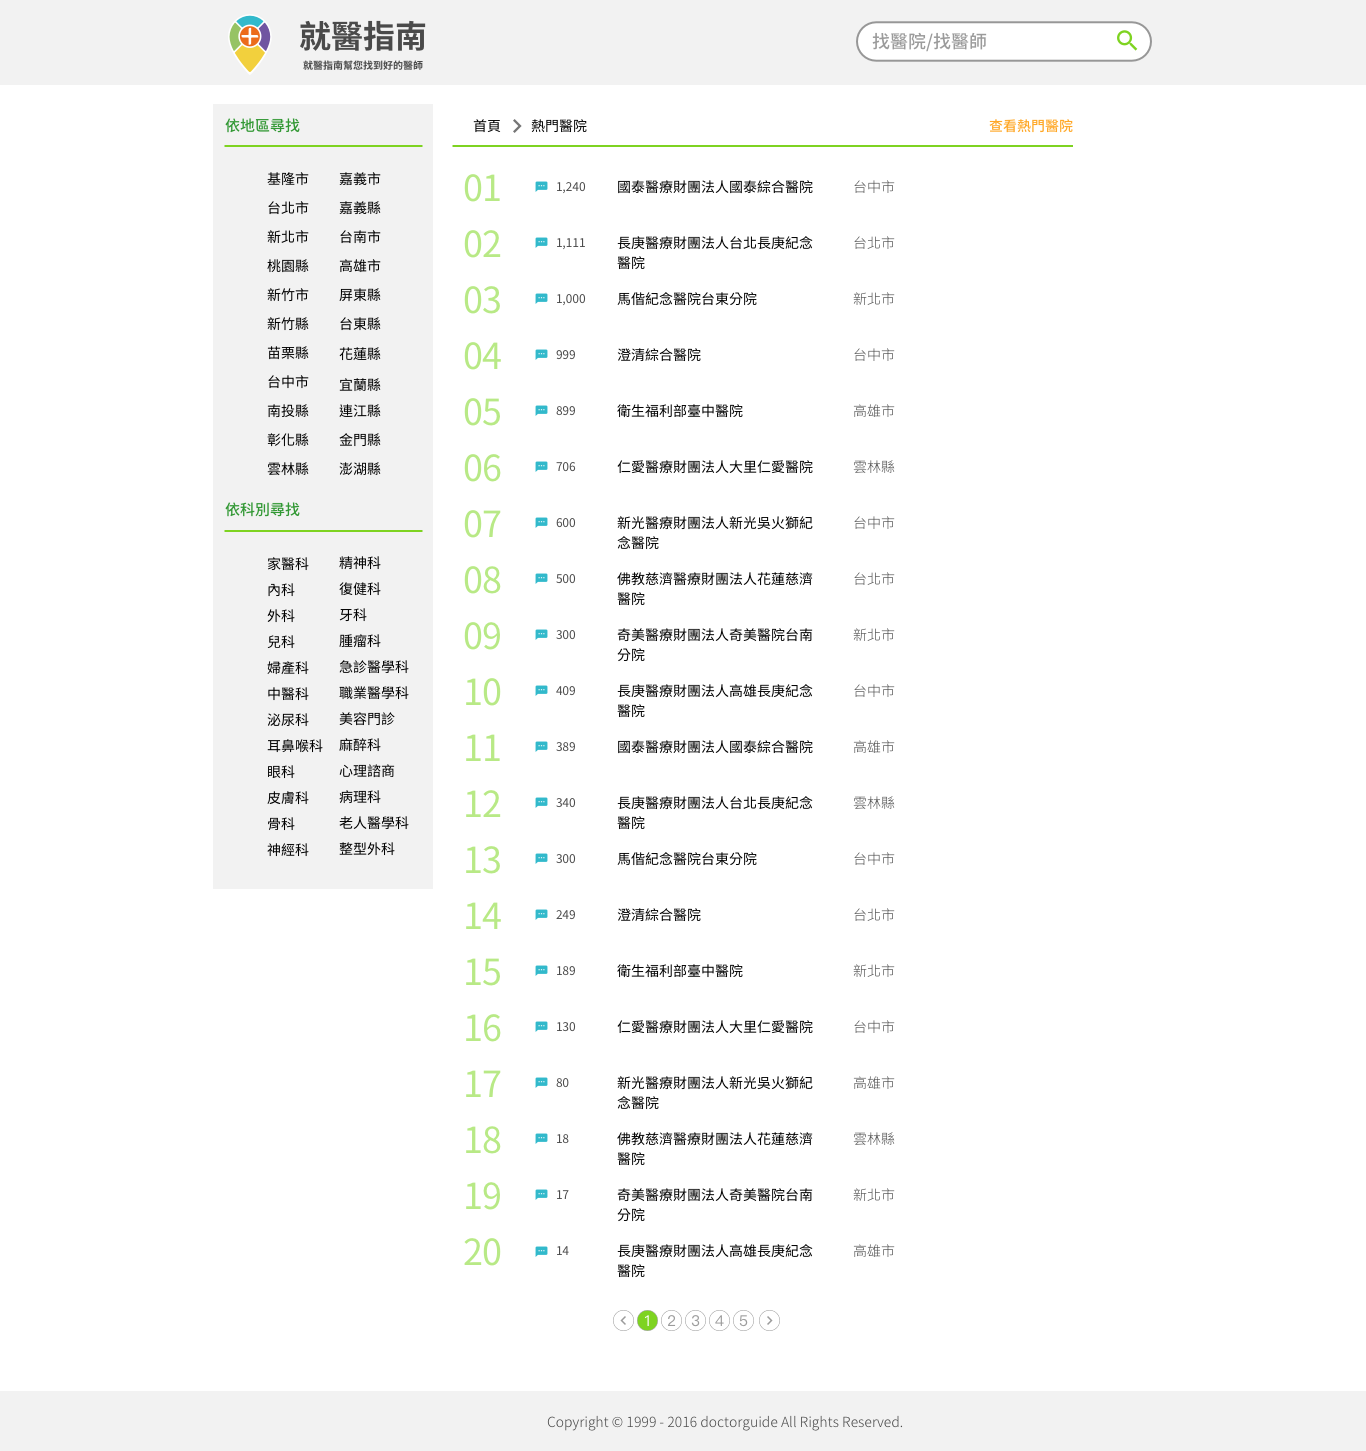 就醫指南
就醫指南幫您找到好的醫師
找醫院/找醫師
依地區尋找
基隆市 嘉義市
台北市 嘉義縣
新北市 台南市
桃園縣 高雄市
新竹市 屏東縣
新竹縣 台東縣
苗栗縣 花蓮縣
台中市 宜蘭縣
南投縣 連江縣
彰化縣 金門縣
雲林縣 澎湖縣
依科別尋找
家醫科 精神科
內科 復健科
外科 牙科
兒科 腫瘤科
婦產科 急診醫學科
中醫科 職業醫學科
泌尿科 美容門診
耳鼻喉科 麻醉科
眼科 心理諮商
皮膚科 病理科
骨科 老人醫學科
神經科 整型外科
首頁 熱門醫院 查看熱門醫院
01 1,240 國泰醫療財團法人國泰綜合醫院 台中市
02 1,111 長庚醫療財團法人台北長庚紀念 台北市
醫院
03 1,000 馬偕紀念醫院台東分院 新北市
04 999 澄清綜合醫院 台中市
05 899 衛生福利部臺中醫院 高雄市
06 706 仁愛醫療財團法人大里仁愛醫院 雲林縣
07 600 新光醫療財團法人新光吳火獅紀 台中市
念醫院
08 500 佛教慈濟醫療財團法人花蓮慈濟 台北市
醫院
09 300 奇美醫療財團法人奇美醫院台南 新北市
分院
10 409 長庚醫療財團法人高雄長庚紀念 台中市
醫院
11 389 國泰醫療財團法人國泰綜合醫院 高雄市
12 340 長庚醫療財團法人台北長庚紀念 雲林縣
醫院
13 300 馬偕紀念醫院台東分院 台中市
14 249 澄清綜合醫院 台北市
15 189 衛生福利部臺中醫院 新北市
16 130 仁愛醫療財團法人大里仁愛醫院 台中市
17 80 新光醫療財團法人新光吳火獅紀 高雄市
念醫院
18 18 佛教慈濟醫療財團法人花蓮慈濟 雲林縣
醫院
19 17 奇美醫療財團法人奇美醫院台南 新北市
分院
20 14 長庚醫療財團法人高雄長庚紀念 高雄市
醫院
1 2 3 4 5
Copyright © 1999 - 2016 doctorguide All Rights Reserved.